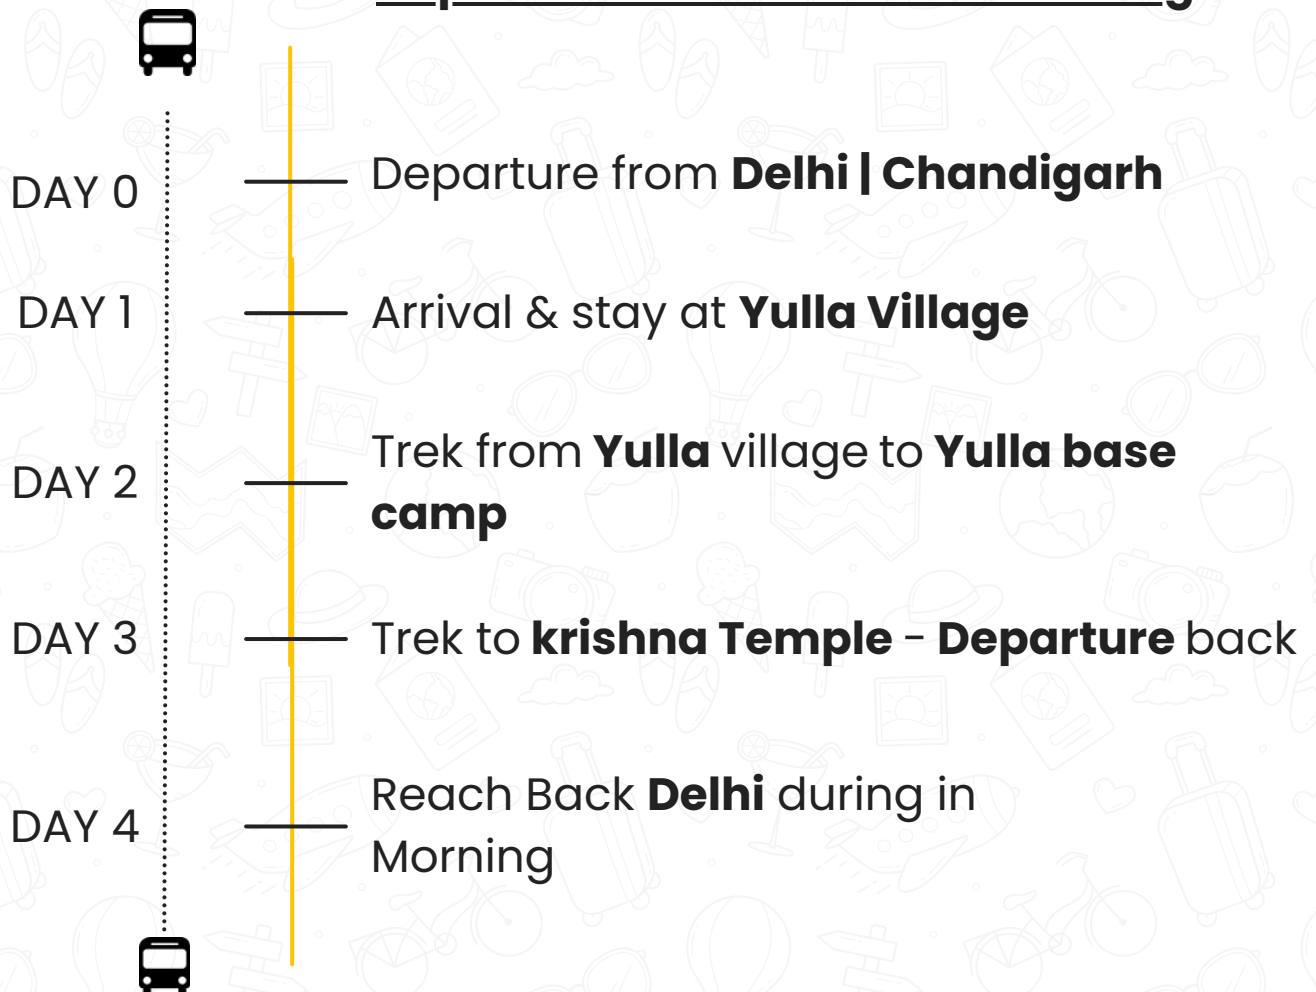 DAY 0
Departure from Delhi | Chandigarh
DAY 1
Arrival & stay at Yulla Village
DAY 2
Trek from Yulla village to Yulla base
camp
DAY 3
Trek to krishna Temple - Departure back
DAY 4
Reach Back Delhi during in
Morning